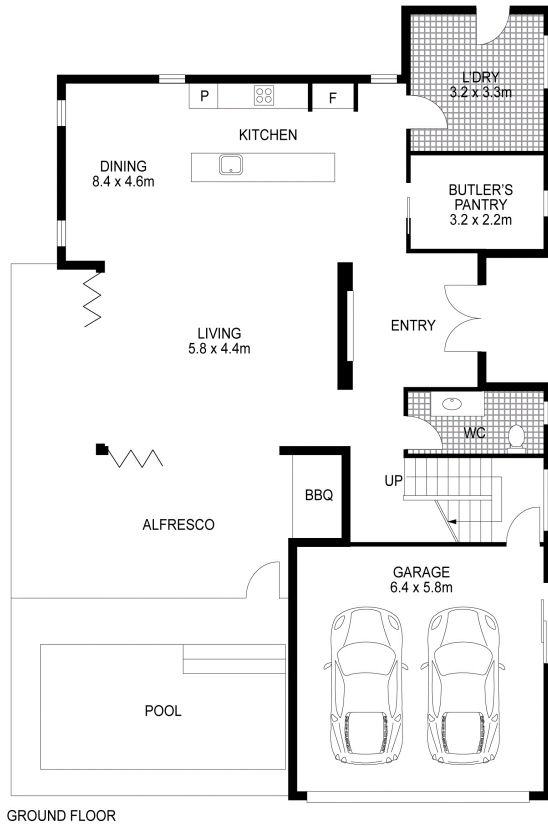 L'DRY
3.2 x 3.3m
P
F
KITCHEN
DINING
8.4 x 4.6m
BUTLER'S
PANTRY
3.2 x 2.2m
ENTRY
LIVING
5.8 x 4.4m
WC
UP
BBQ
ALFRESCO
GARAGE
6.4 x 5.8m
POOL
GROUND FLOOR